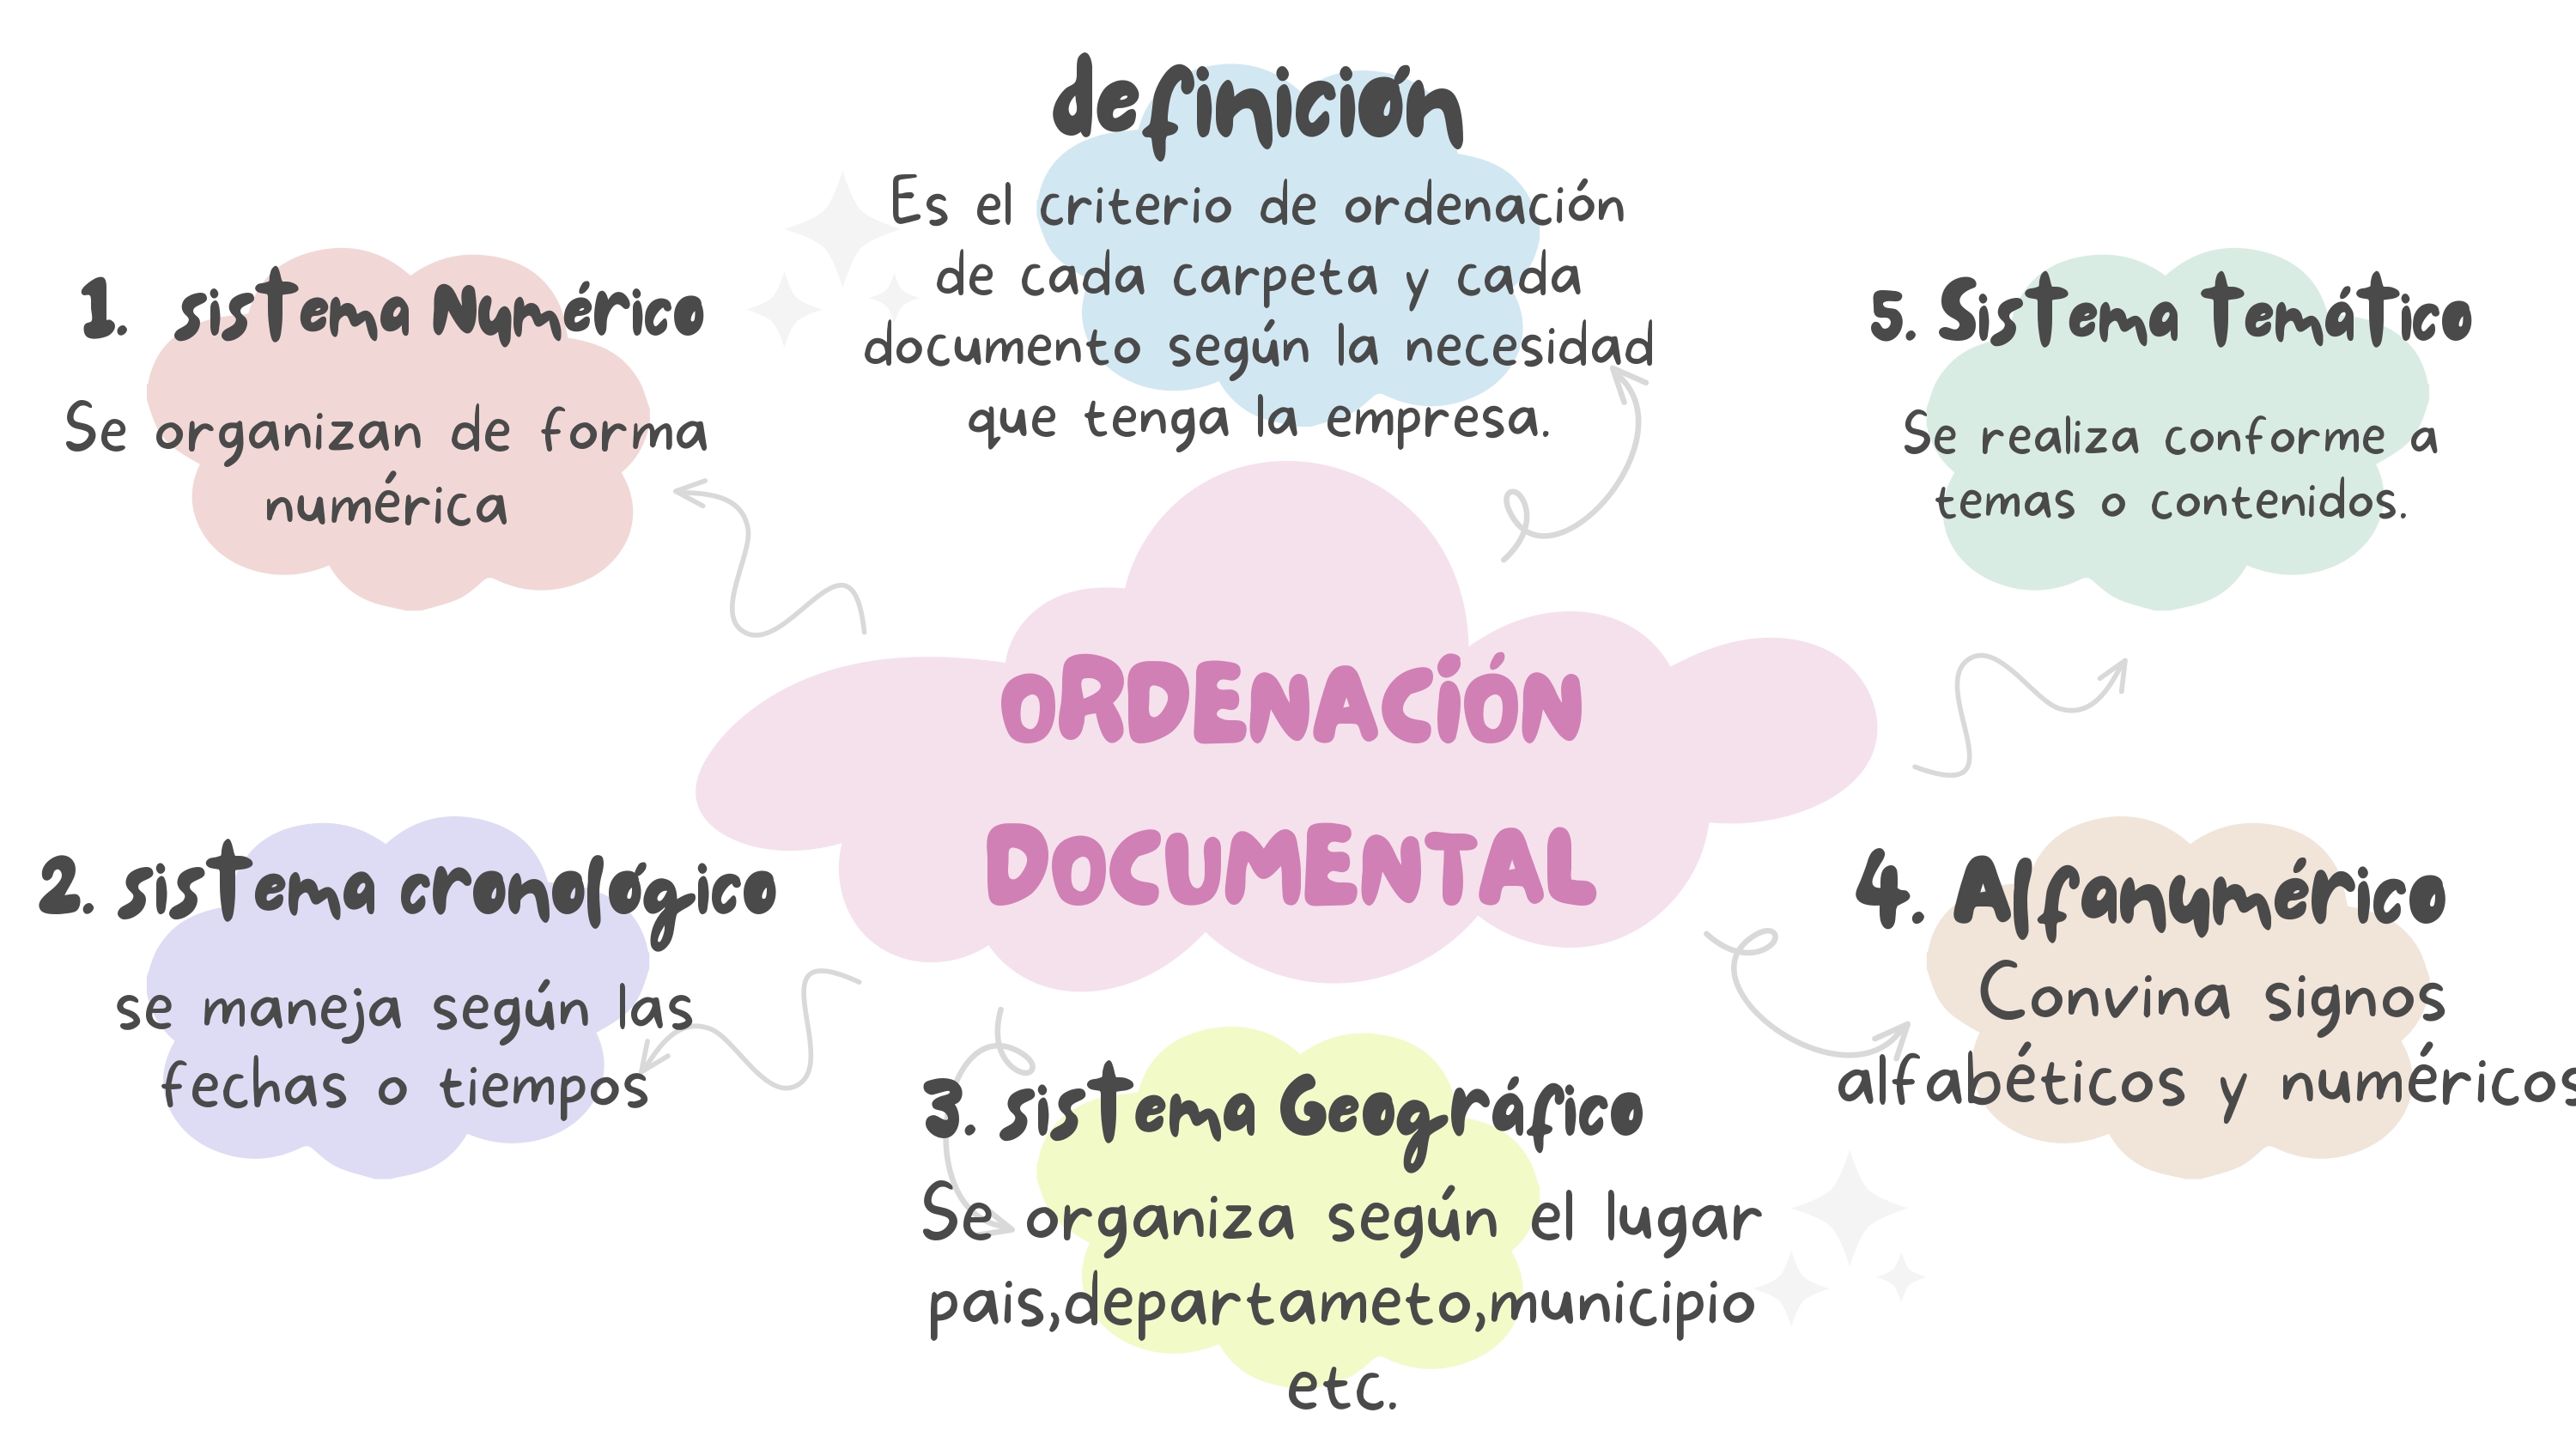 definición
Es el criterio de ordenación
de cada carpeta y cada
documento según la necesidad
que tenga la empresa.
1. sistema Numérico
Se organizan de forma
numérica
5. Sistema temático
Se realiza conforme a
temas o contenidos.
ORDENACIÓN
DOCUMENTAL
2. sistema cronológico
se maneja según las
fechas o tiempos
4. Alfanumérico
Convina signos
alfabéticos y numéricos
3. sistema Geográfico
Se organiza según el lugar
pais,departameto,municipio
etc.